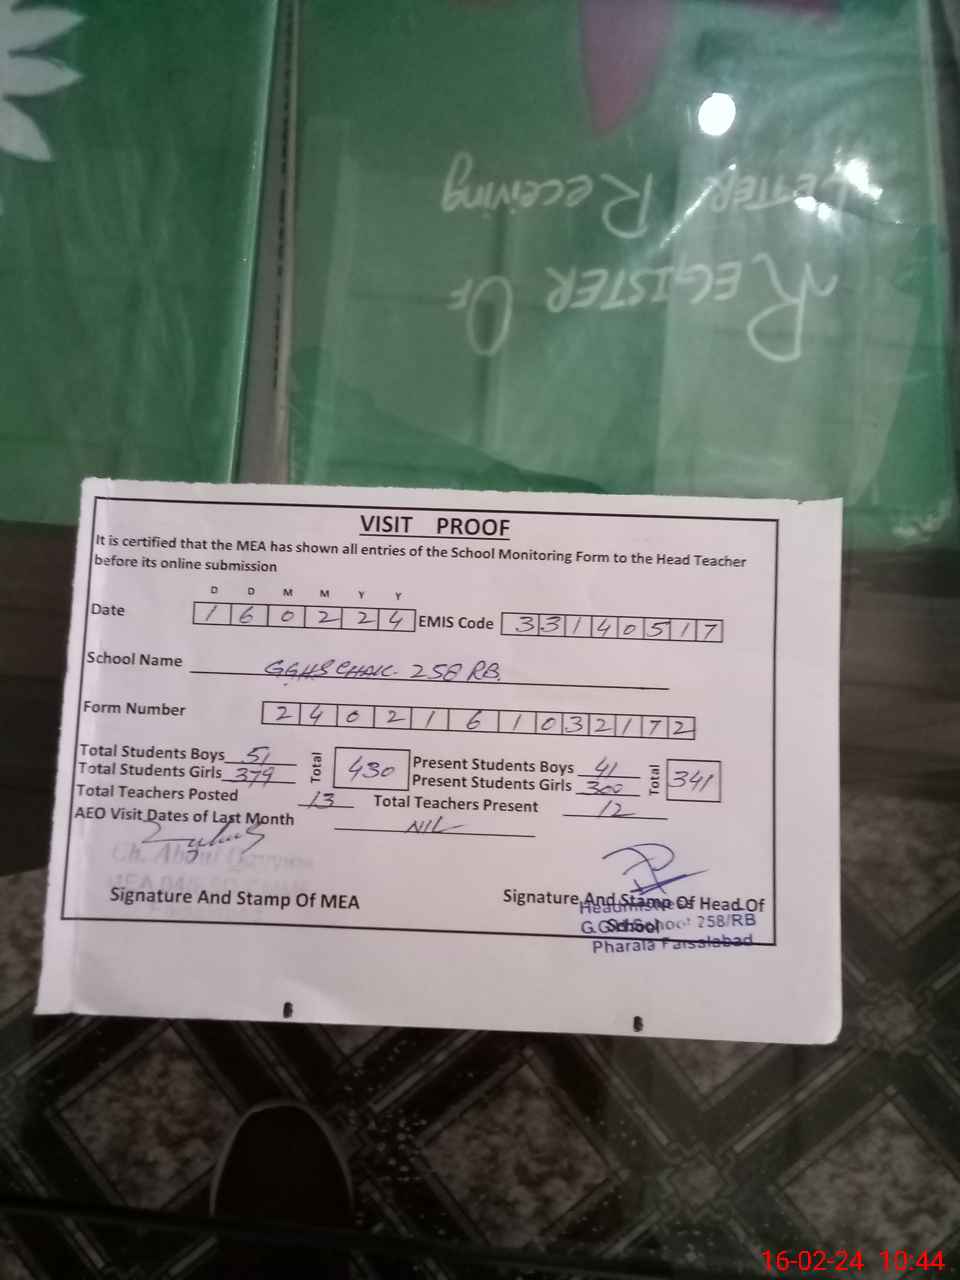 REGISTER OF
LETTER Receiving
VISIT PROOF
It is certified that the MEA has shown all entries of the School Monitoring Form to the Head Teacher
before its online submission
D D M M Y Y
Date 1 6 0 2 2 4 EMIS Code 3 3 1 4 0 5 1 7
School Name GGHS CHAK. 258 RB.
Form Number 2 4 0 2 1 6 1 0 3 2 1 7 2
Total Students Boys 51 Total 430 Present Students Boys 41 Total 341
Total Students Girls 379 Present Students Girls 300
Total Teachers Posted 13 Total Teachers Present 12
AEO Visit Dates of Last Month NIL
Ch. Abdul
Signature And Stamp Of MEA Signature And Stamp Of Head Of
School
258/RB
Pharala Faisalabad
16-02-24 10:44